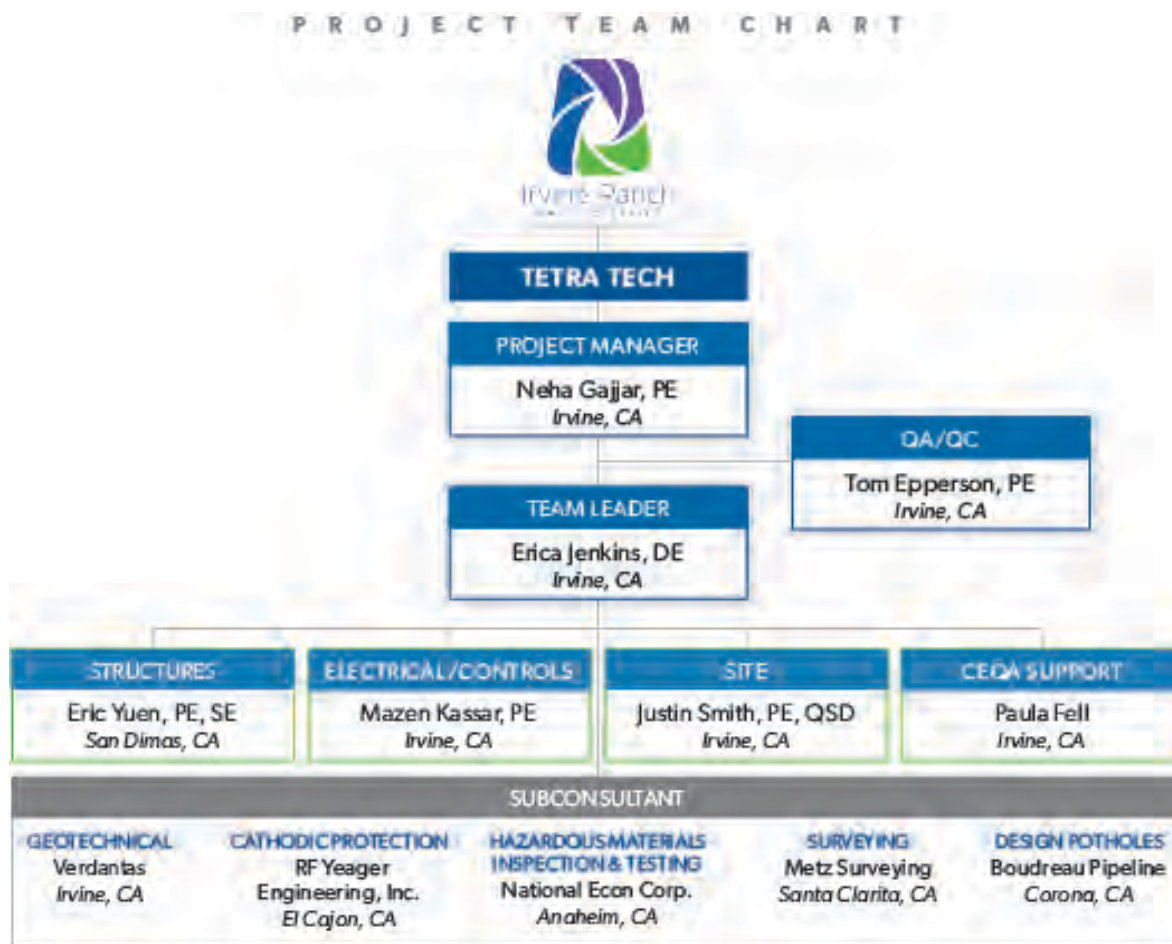 PROJECT TEAM CHART
Irvine Ranch
TETRA TECH
PROJECT MANAGER
Neha Gajjar, PE
Irvine, CA
QA/QC
Tom Epperson, PE
Irvine, CA
TEAM LEADER
Erica Jenkins, DE
Irvine, CA
STRUCTURES
Eric Yuen, PE, SE
San Dimas, CA
ELECTRICAL/CONTROLS
Mazen Kassar, PE
Irvine, CA
SITE
Justin Smith, PE, QSD
Irvine, CA
CEQA SUPPORT
Paula Fell
Irvine, CA
SUBCONSULTANT
GEOTECHNICAL
Verdantas
Irvine, CA
CATHODIC PROTECTION
RF Yeager
Engineering, Inc.
El Cajon, CA
HAZARDOUS MATERIALS
INSPECTION & TESTING
National Econ Corp.
Anaheim, CA
SURVEYING
Metz Surveying
Santa Clarita, CA
DESIGN POTHOLES
Boudreau Pipeline
Corona, CA